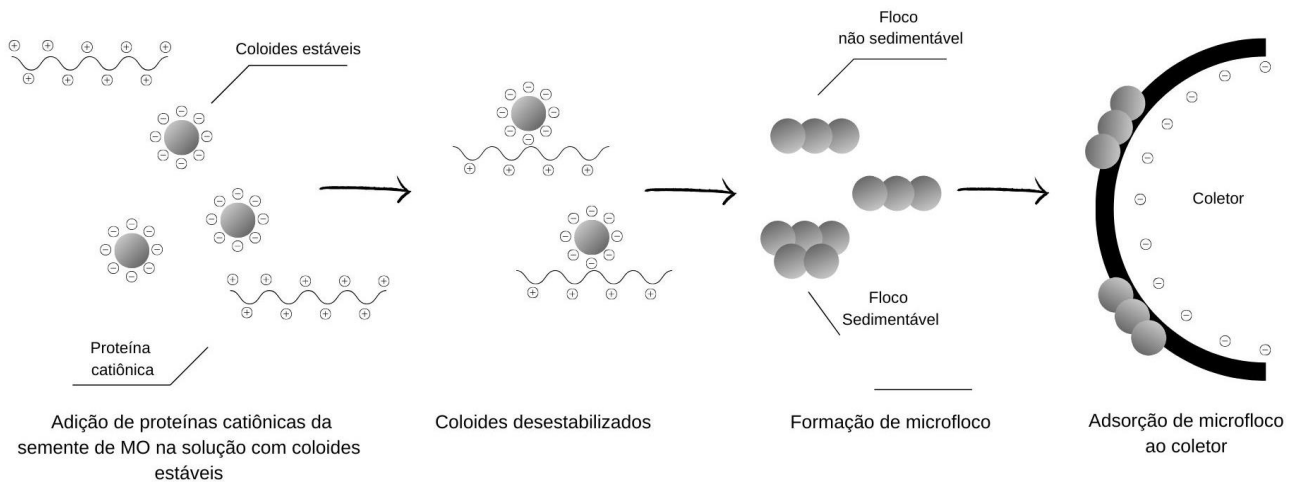 Coloides estáveis
Proteína
catiônica
Adição de proteínas catiônicas da
semente de MO na solução com coloides
estáveis
Coloides desestabilizados
Floco
não sedimentável
Floco
Sedimentável
Formação de microfloco
Coletor
Adsorção de microfloco
ao coletor